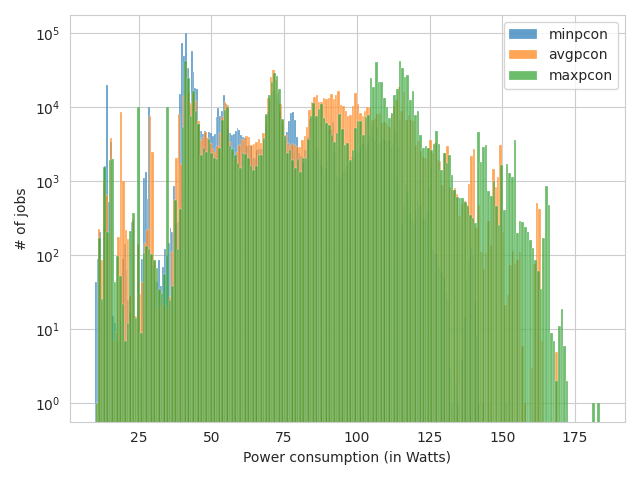 minpcon
avgpcon
maxpcon
# of jobs
10^5
10^4
10^3
10^2
10^1
10^0
25 50 75 100 125 150 175
Power consumption (in Watts)